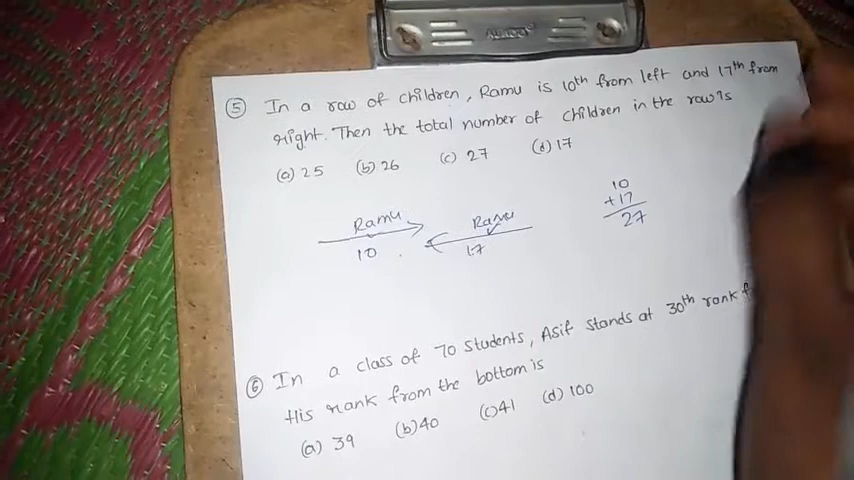 ⑤ In a row of children, Ramu is 10th from left and 17th from
right. Then the total number of children in the row is
(a) 25 (b) 26 (c) 27 (d) 17
Ramu Ramu
10 17
10
+17
27
⑥ In a class of 70 students, Asif stands at 30th rank f
His rank from the bottom is
(a) 39 (b) 40 (c) 41 (d) 100